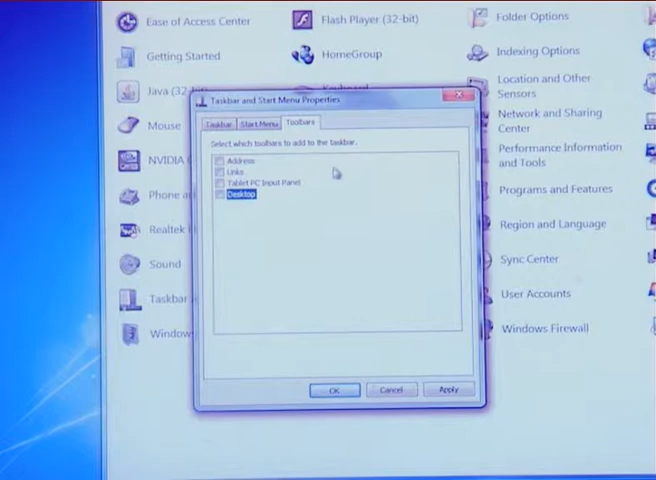 Ease of Access Center
Flash Player (32-bit)
Folder Options
Getting Started
HomeGroup
Indexing Options
Java (32-bit)
Keyboard
Location and Other
Sensors
Taskbar and Start Menu Properties
Mouse
Taskbar
Start Menu
Toolbars
Network and Sharing
Center
Select which toolbars to add to the taskbar.
NVIDIA
Address
Links
Tablet PC Input Panel
Desktop
Performance Information
and Tools
Phone
Programs and Features
Realtek
Region and Language
Sound
Sync Center
Taskbar
User Accounts
Window
Windows Firewall
OK
Cancel
Apply